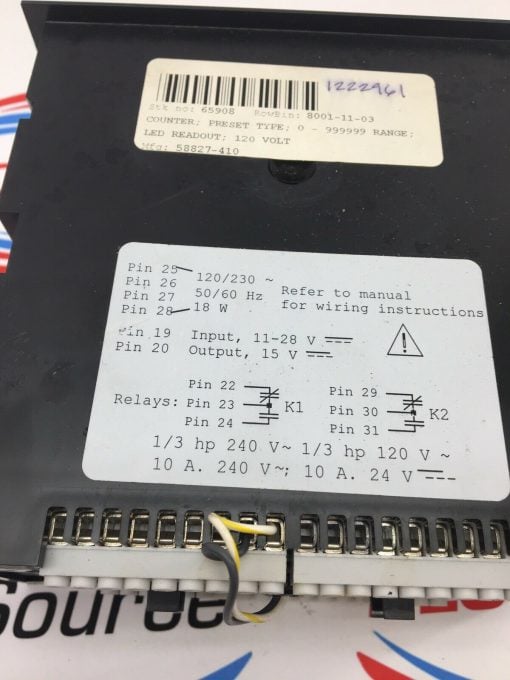 1222961
Stk no: 65908 RowBin: 8001-11-03
COUNTER; PRESET TYPE; 0 - 999999 RANGE;
LED READOUT; 120 VOLT
Mfg: 58827-410
Pin 25
Pin 26
Pin 27
Pin 28
120/230 ~
50/60 Hz
18 W
Refer to manual
for wiring instructions
Pin 19 Input, 11-28 V ⎓
Pin 20 Output, 15 V ⎓
Relays:
Pin 22
Pin 23
Pin 24
K1
Pin 29
Pin 30
Pin 31
K2
1/3 hp 240 V~ 1/3 hp 120 V ~
10 A. 240 V~; 10 A. 24 V ⎓
Source